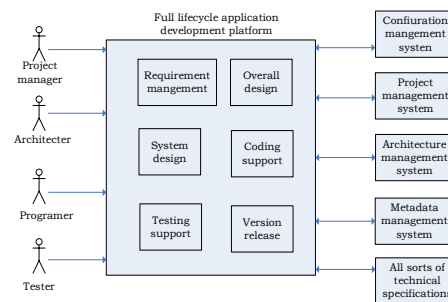 Full lifecycle application
development platform
Project
manager
Architecter
Programer
Tester
Requirement
mangement
Overall
design
System
design
Coding
support
Testing
support
Version
release
Confiuration
mangement
systen
Project
management
system
Architecture
management
system
Metadata
management
system
All sorts of
technical
specifications